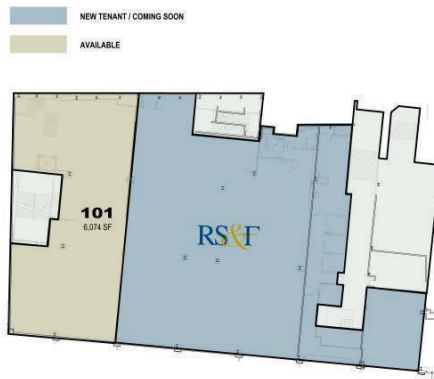 NEW TENANT / COMING SOON
AVAILABLE
101
6,074 SF
RS&F